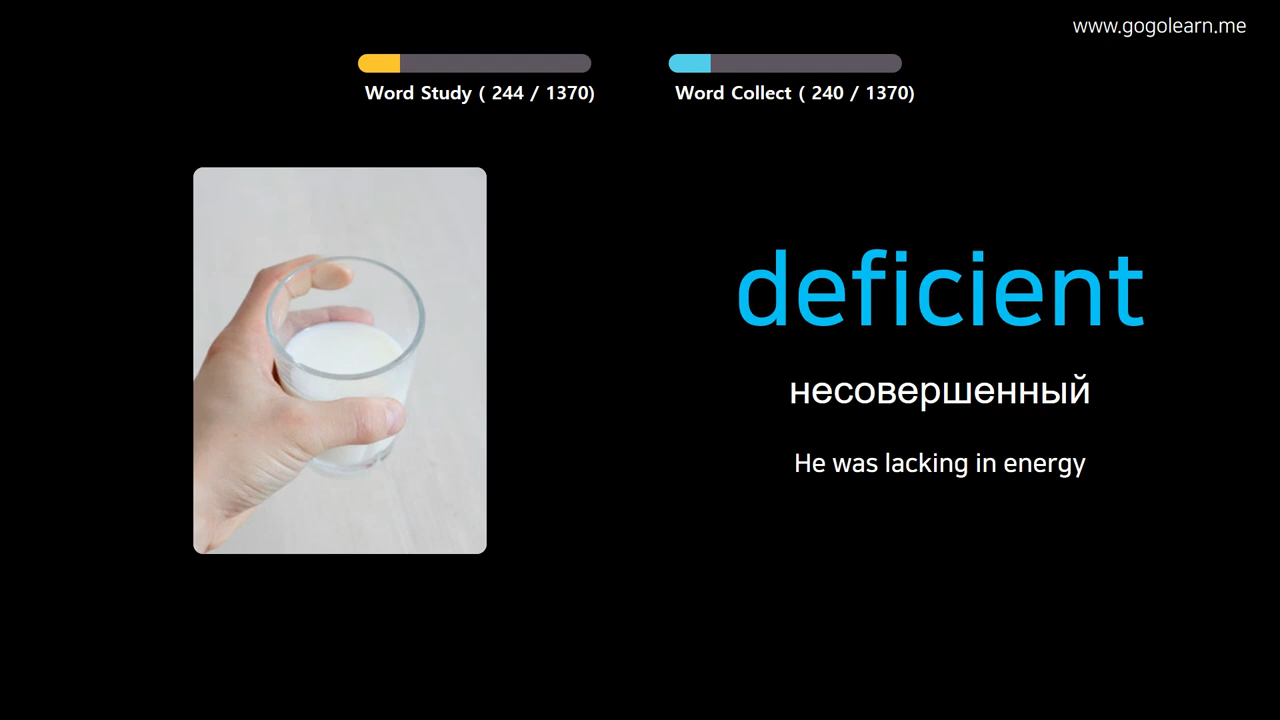 www.gogolearn.me
Word Study ( 244 / 1370)
Word Collect ( 240 / 1370)
deficient
несовершенный
He was lacking in energy